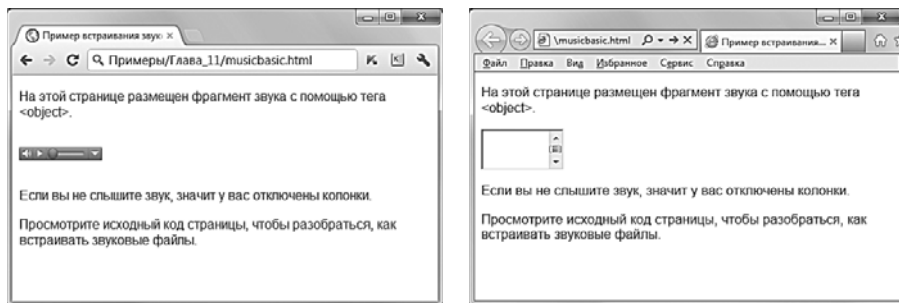 Пример встраивания звук
Примеры/Глава_11/musicbasic.html
На этой странице размещен фрагмент звука с помощью тега
<object>.
Если вы не слышите звук, значит у вас отключены колонки.
Просмотрите исходный код страницы, чтобы разобраться, как
встраивать звуковые файлы.
\musicbasic.html
Пример встраивания...
Файл Правка Вид Избранное Сервис Справка
На этой странице размещен фрагмент звука с помощью тега
<object>.
Если вы не слышите звук, значит у вас отключены колонки.
Просмотрите исходный код страницы, чтобы разобраться, как
встраивать звуковые файлы.